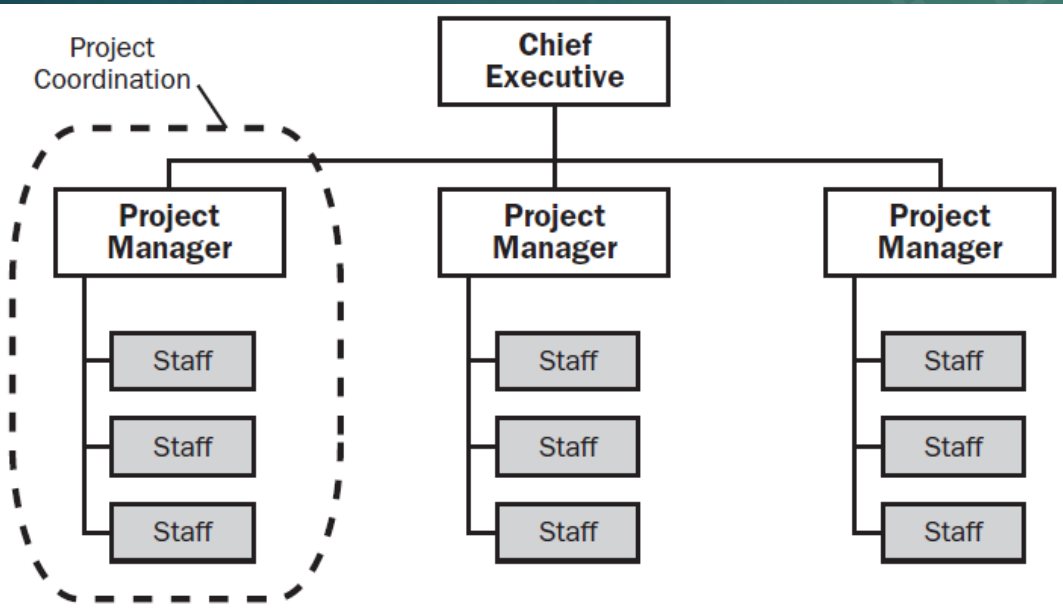 Project
Coordination
Chief
Executive
Project
Manager
Project
Manager
Project
Manager
Staff
Staff
Staff
Staff
Staff
Staff
Staff
Staff
Staff